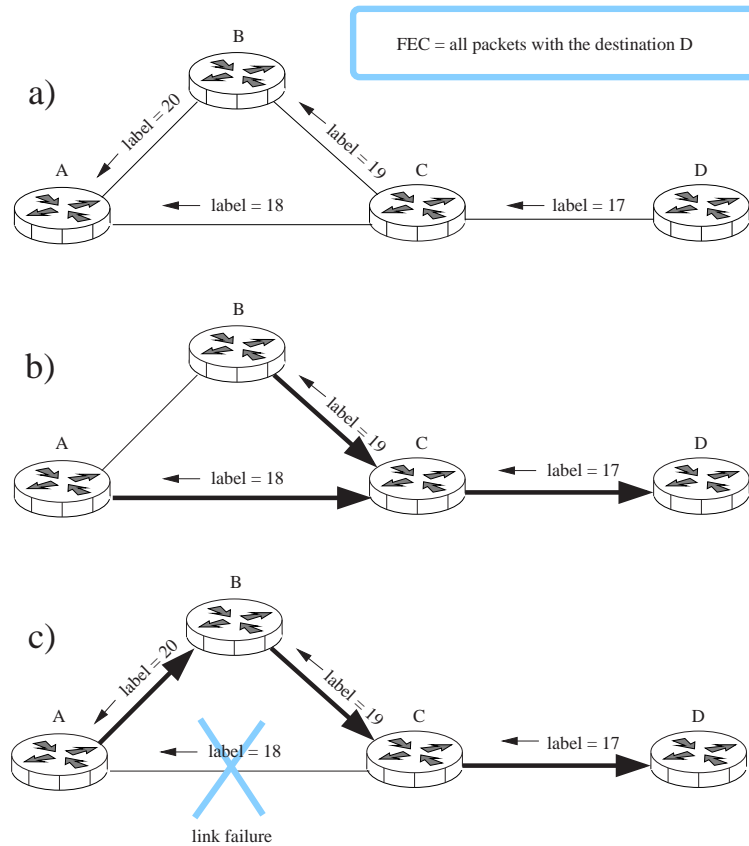 FEC = all packets with the destination D
a)
B
label = 20
label = 19
A
C
D
label = 18
label = 17
b)
B
label = 19
A
C
D
label = 18
label = 17
c)
B
label = 20
label = 19
A
C
D
label = 18
label = 17
link failure